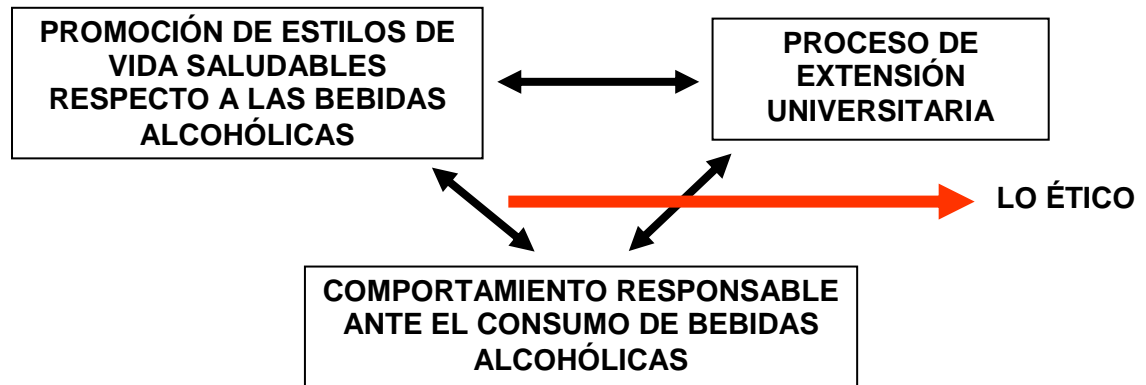 PROMOCIÓN DE ESTILOS DE
VIDA SALUDABLES
RESPECTO A LAS BEBIDAS
ALCOHÓLICAS
PROCESO DE
EXTENSIÓN
UNIVERSITARIA
LO ÉTICO
COMPORTAMIENTO RESPONSABLE
ANTE EL CONSUMO DE BEBIDAS
ALCOHÓLICAS